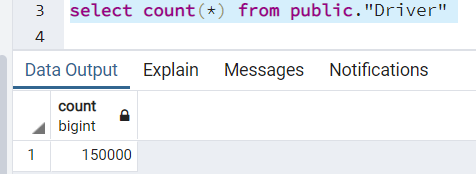 3 select count(*) from public."Driver"
4
Data Output Explain Messages Notifications
count
bigint
1 150000